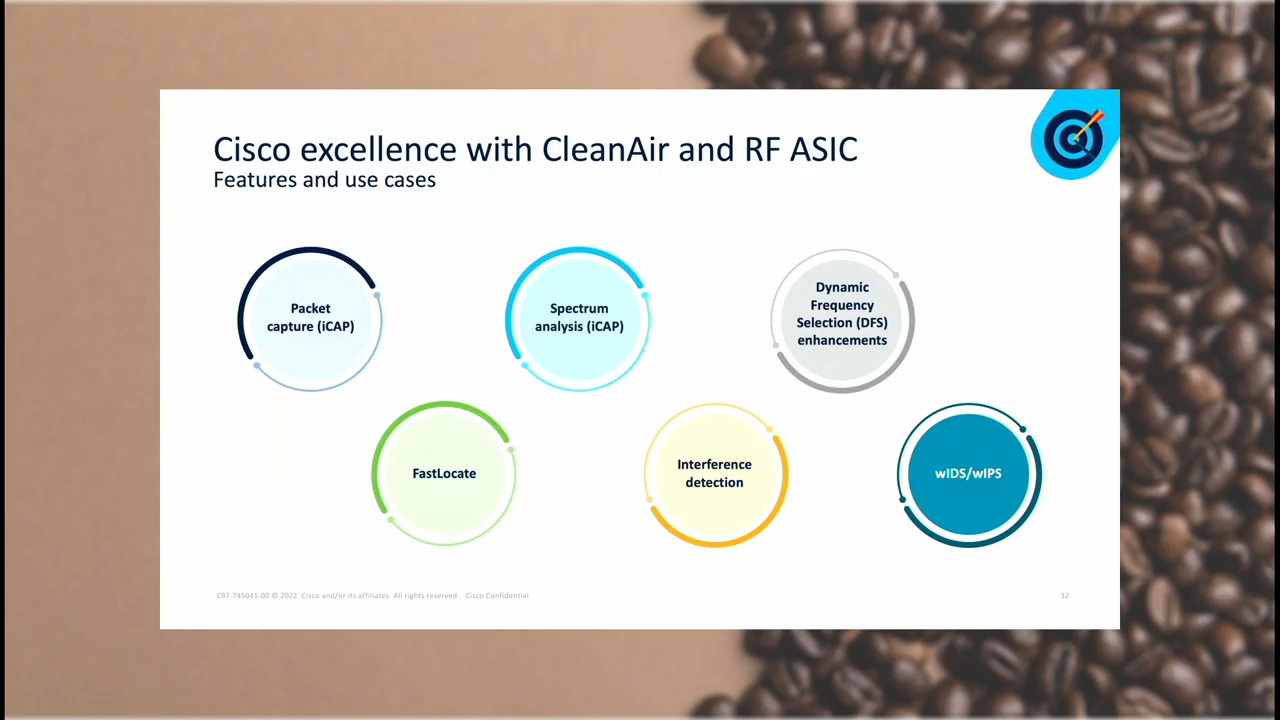 Cisco excellence with CleanAir and RF ASIC
Features and use cases
Packet
capture (iCAP)
Spectrum
analysis (iCAP)
Dynamic
Frequency
Selection (DFS)
enhancements
FastLocate
Interference
detection
wIDS/wIPS
C97-745041-00 © 2022 Cisco and/or its affiliates. All rights reserved. Cisco Confidential
32